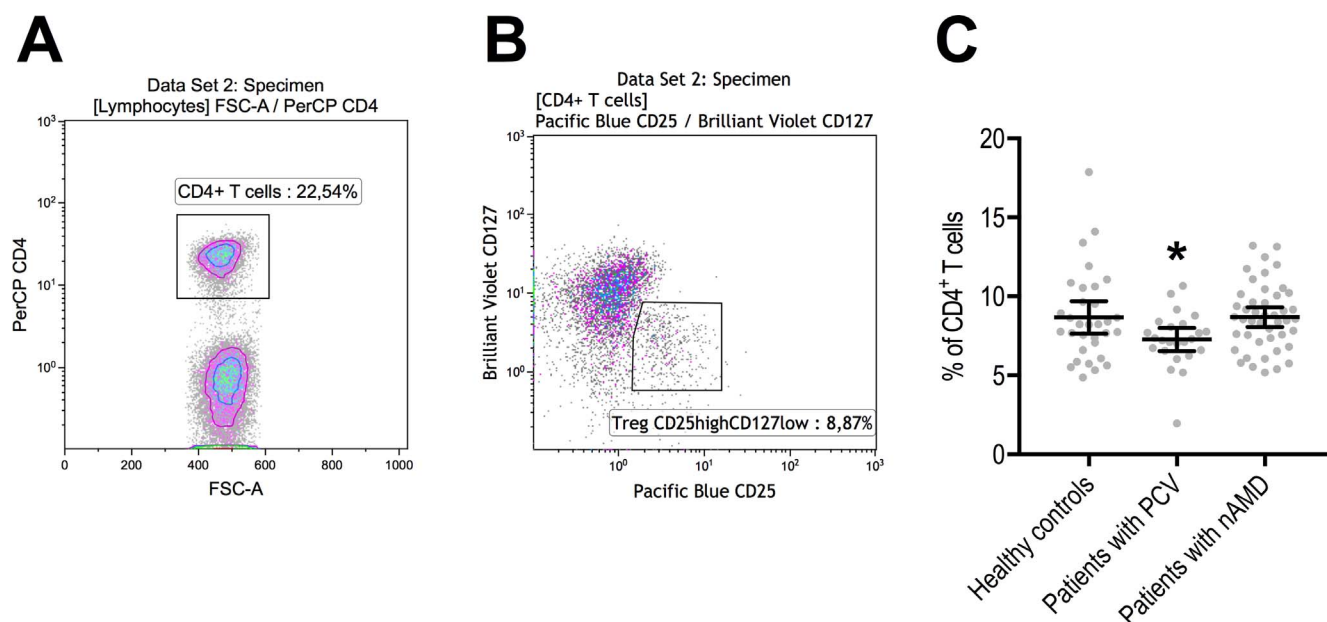 A
Data Set 2: Specimen
[Lymphocytes] FSC-A / PerCP CD4
10³
10²
10¹
10⁰
CD4+ T cells : 22,54%
PerCP CD4
0 200 400 600 800 1000
FSC-A
B
Data Set 2: Specimen
[CD4+ T cells]
Pacific Blue CD25 / Brilliant Violet CD127
10³
10²
10¹
10⁰
Brilliant Violet CD127
Treg CD25highCD127low : 8,87%
10⁰ 10¹ 10² 10³
Pacific Blue CD25
C
20
15
10
5
0
% of CD4⁺ T cells
*
Healthy controls
Patients with PCV
Patients with nAMD